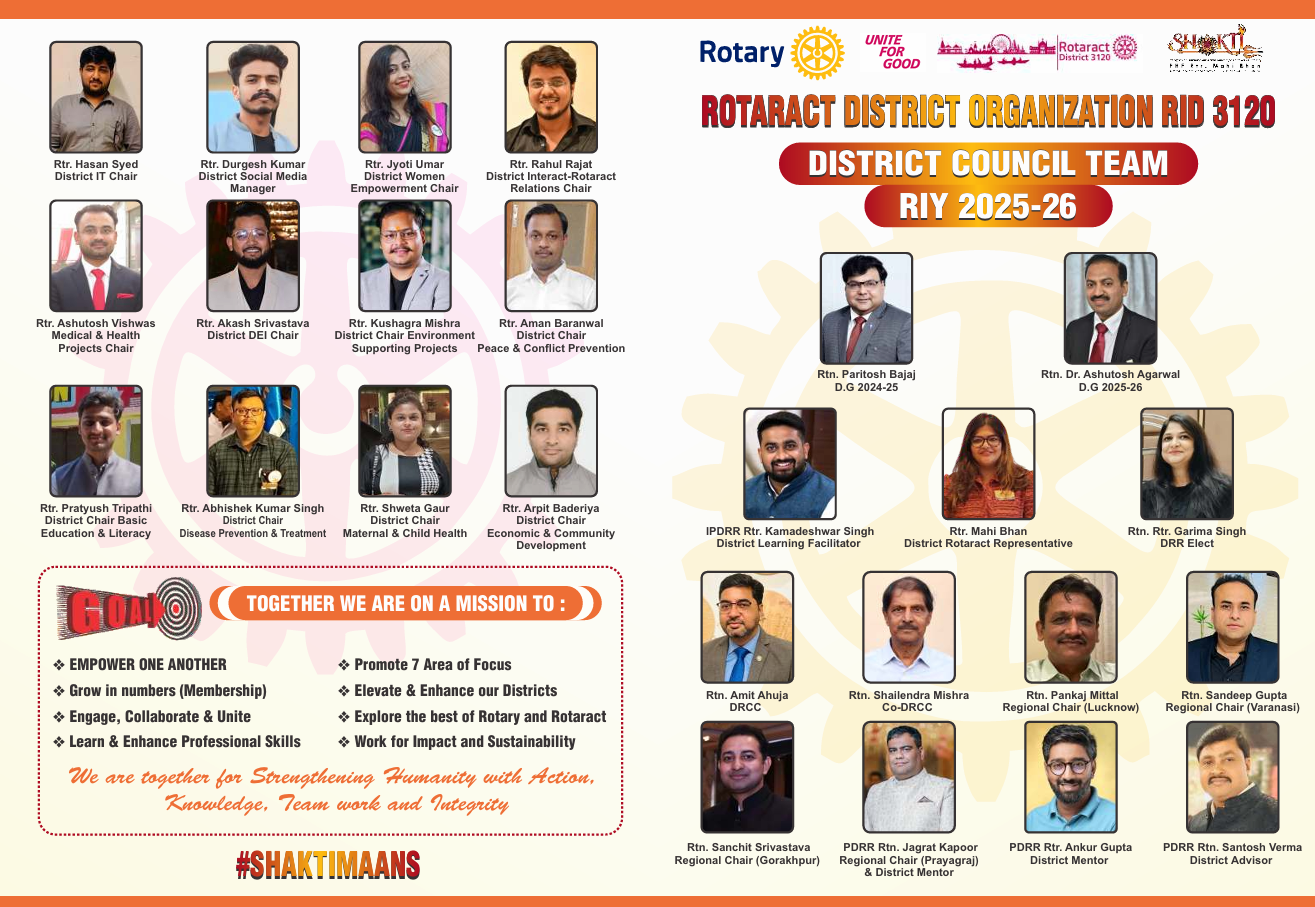 Rtr. Hasan Syed
District IT Chair
Rtr. Durgesh Kumar
District Social Media
Manager
Rtr. Jyoti Umar
District Women
Empowerment Chair
Rtr. Rahul Rajat
District Interact-Rotaract
Relations Chair
Rtr. Ashutosh Vishwas
Medical & Health
Projects Chair
Rtr. Akash Srivastava
District DEI Chair
Rtr. Kushagra Mishra
District Chair Environment
Supporting Projects
Rtr. Aman Baranwal
District Chair
Peace & Conflict Prevention
Rtr. Pratyush Tripathi
District Chair Basic
Education & Literacy
Rtr. Abhishek Kumar Singh
District Chair
Disease Prevention & Treatment
Rtr. Shweta Gaur
District Chair
Maternal & Child Health
Rtr. Arpit Baderiya
District Chair
Economic & Community
Development
GOAL
TOGETHER WE ARE ON A MISSION TO :
❖ EMPOWER ONE ANOTHER
❖ Grow in numbers (Membership)
❖ Engage, Collaborate & Unite
❖ Learn & Enhance Professional Skills
❖ Promote 7 Area of Focus
❖ Elevate & Enhance our Districts
❖ Explore the best of Rotary and Rotaract
❖ Work for Impact and Sustainability
We are together for Strengthening Humanity with Action,
Knowledge, Team work and Integrity
#SHAKTIMAANS
Rotary
UNITE
FOR
GOOD
Rotaract
District 3120
SHAKTI
ROTARACT DISTRICT ORGANIZATION RID 3120
DISTRICT COUNCIL TEAM
RIY 2025-26
Rtn. Paritosh Bajaj
D.G 2024-25
Rtn. Dr. Ashutosh Agarwal
D.G 2025-26
IPDRR Rtr. Kamadeshwar Singh
District Learning Facilitator
Rtr. Mahi Bhan
District Rotaract Representative
Rtn. Rtr. Garima Singh
DRR Elect
Rtn. Amit Ahuja
DRCC
Rtn. Shailendra Mishra
Co-DRCC
Rtn. Pankaj Mittal
Regional Chair (Lucknow)
Rtn. Sandeep Gupta
Regional Chair (Varanasi)
Rtn. Sanchit Srivastava
Regional Chair (Gorakhpur)
PDRR Rtn. Jagrat Kapoor
Regional Chair (Prayagraj)
& District Mentor
PDRR Rtr. Ankur Gupta
District Mentor
PDRR Rtn. Santosh Verma
District Advisor